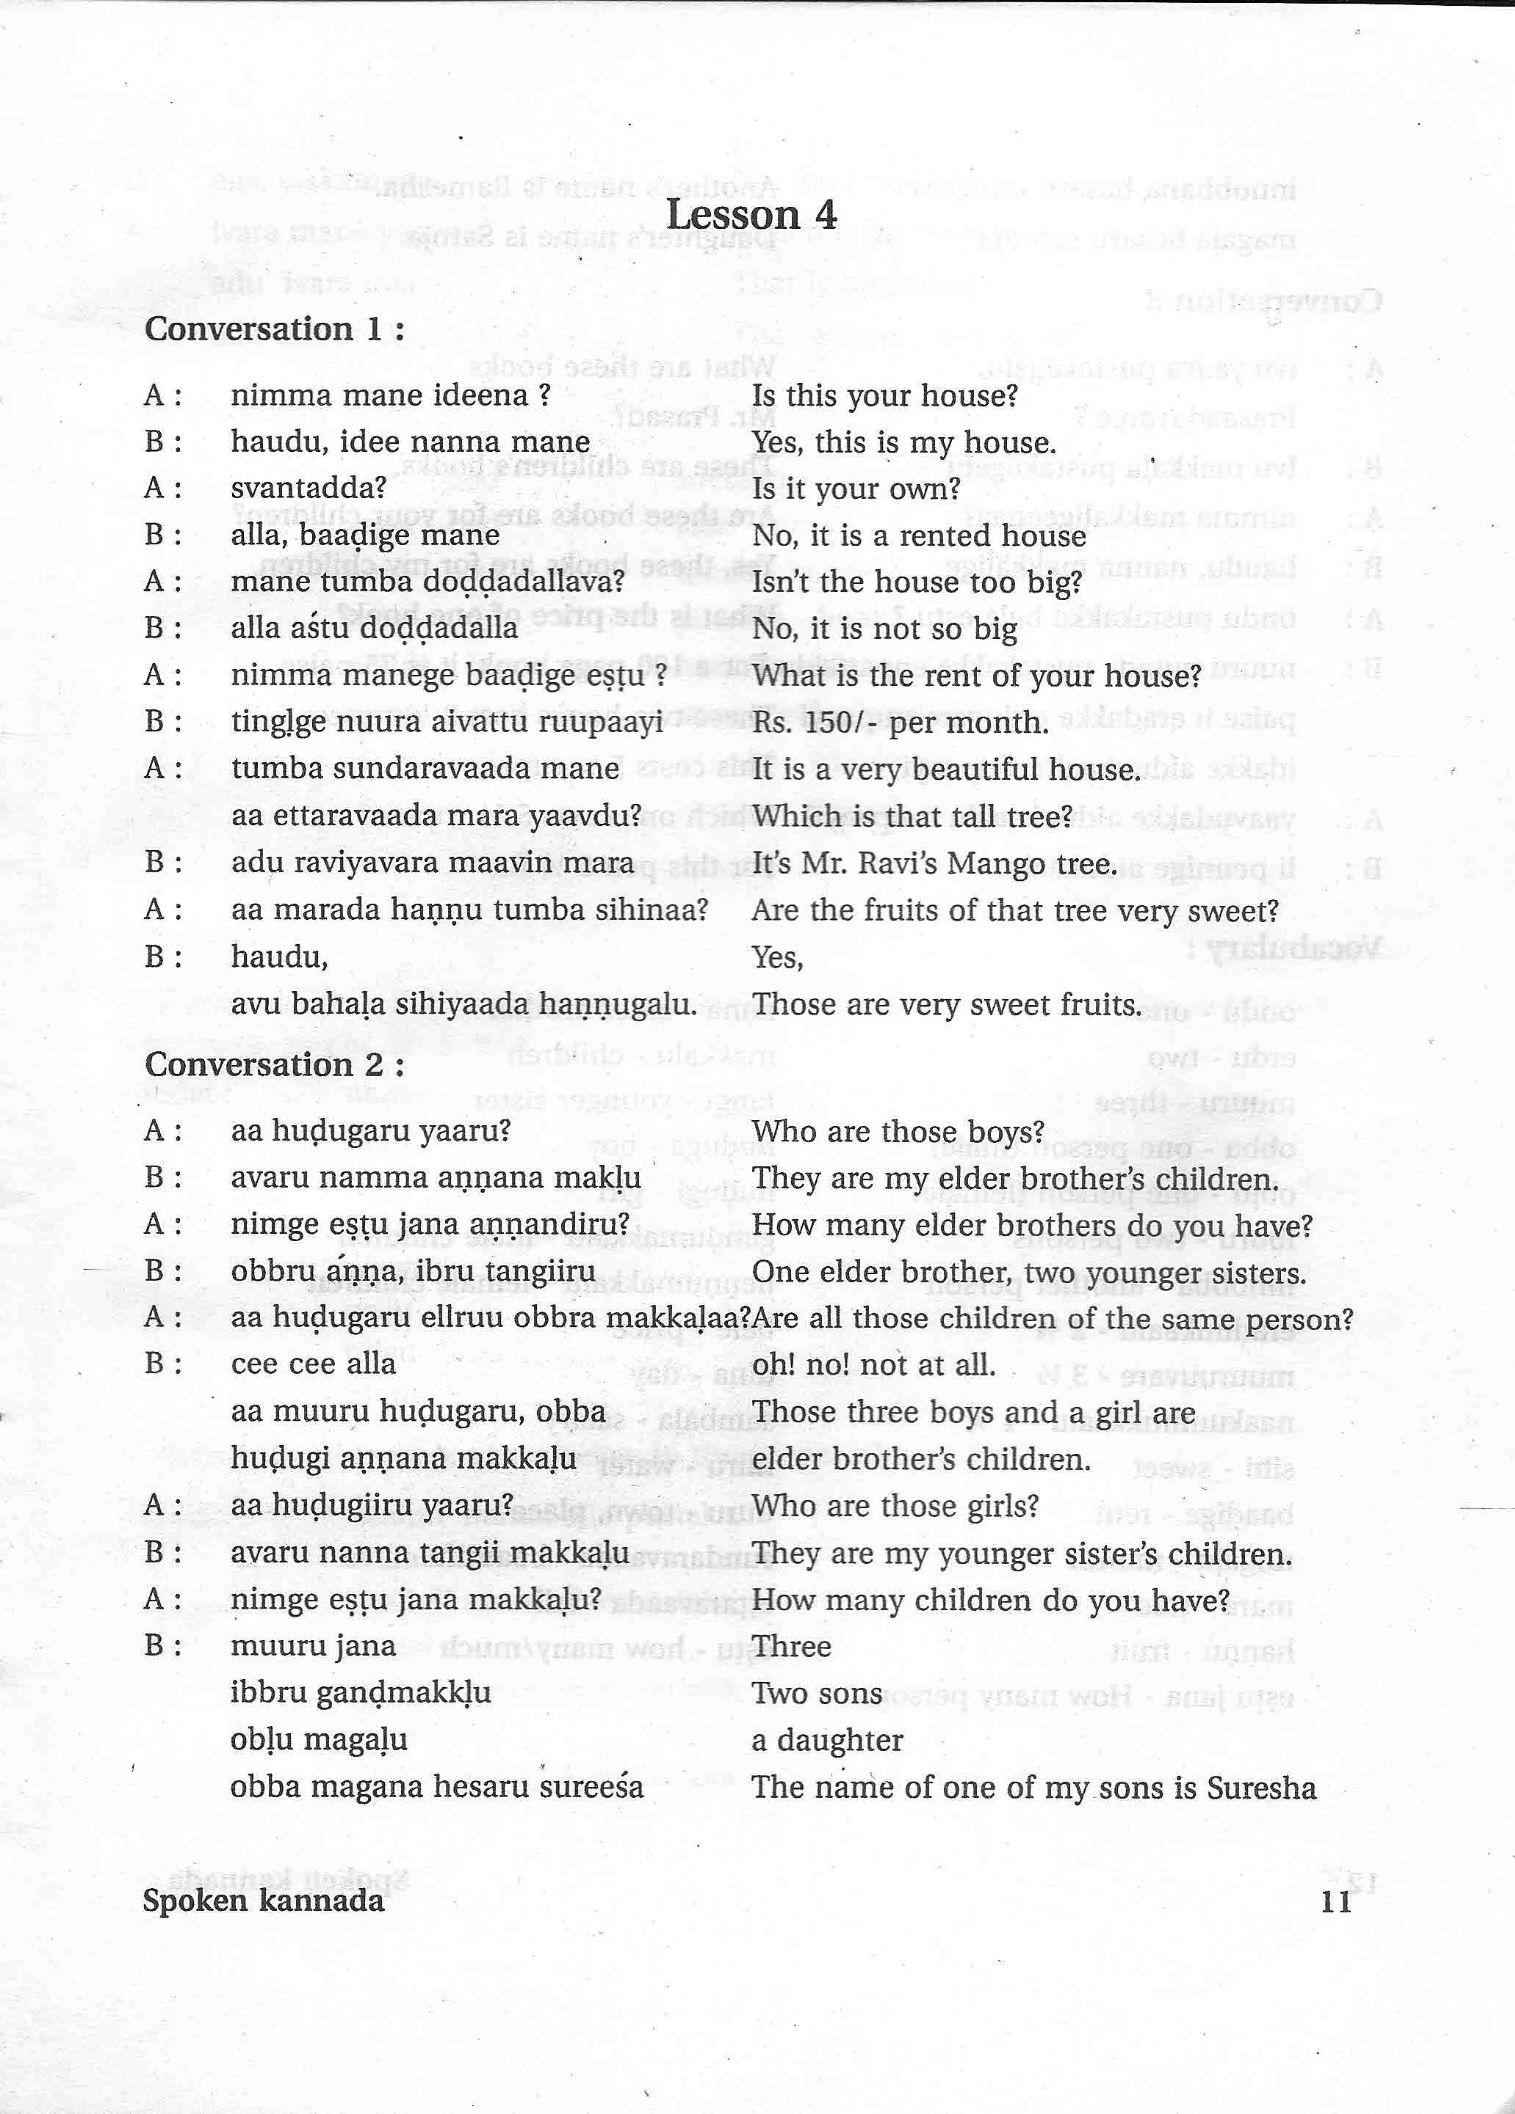 Lesson 4
Conversation 1 :
A : nimma mane ideena ? Is this your house?
B : haudu, idee nanna mane Yes, this is my house.
A : svantadda? Is it your own?
B : alla, baaḍige mane No, it is a rented house
A : mane tumba doḍḍadallava? Isn't the house too big?
B : alla aśtu doḍḍadalla No, it is not so big
A : nimma manege baaḍige eṣṭu ? What is the rent of your house?
B : tingḷge nuura aivattu ruupaayi Rs. 150/- per month.
A : tumba sundaravaada mane It is a very beautiful house.
aa ettaravaada mara yaavdu? Which is that tall tree?
B : adu raviyavara maavin mara It's Mr. Ravi's Mango tree.
A : aa marada haṇṇu tumba sihinaa? Are the fruits of that tree very sweet?
B : haudu, Yes,
avu bahaḷa sihiyaada haṇṇugalu. Those are very sweet fruits.
Conversation 2 :
A : aa huḍugaru yaaru? Who are those boys?
B : avaru namma aṇṇana makḷu They are my elder brother's children.
A : nimge eṣṭu jana aṇṇandiru? How many elder brothers do you have?
B : obbru aṇṇa, ibru tangiiru One elder brother, two younger sisters.
A : aa huḍugaru ellruu obbra makkaḷaa? Are all those children of the same person?
B : cee cee alla oh! no! not at all.
aa muuru huḍugaru, obba Those three boys and a girl are
huḍugi aṇṇana makkaḷu elder brother's children.
A : aa huḍugiiru yaaru? Who are those girls?
B : avaru nanna tangii makkaḷu They are my younger sister's children.
A : nimge eṣṭu jana makkaḷu? How many children do you have?
B : muuru jana Three
ibbru ganḍmakkḷu Two sons
obḷu magaḷu a daughter
obba magana hesaru sureeśa The name of one of my sons is Suresha
Spoken kannada 11